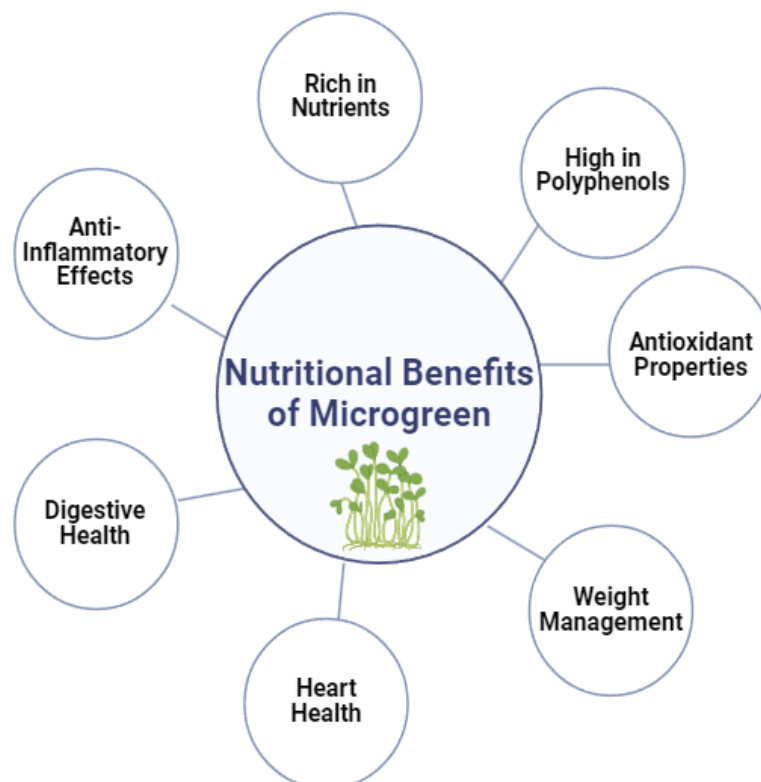 Rich in
Nutrients
High in
Polyphenols
Anti-
Inflammatory
Effects
Antioxidant
Properties
Nutritional Benefits
of Microgreen
Digestive
Health
Weight
Management
Heart
Health